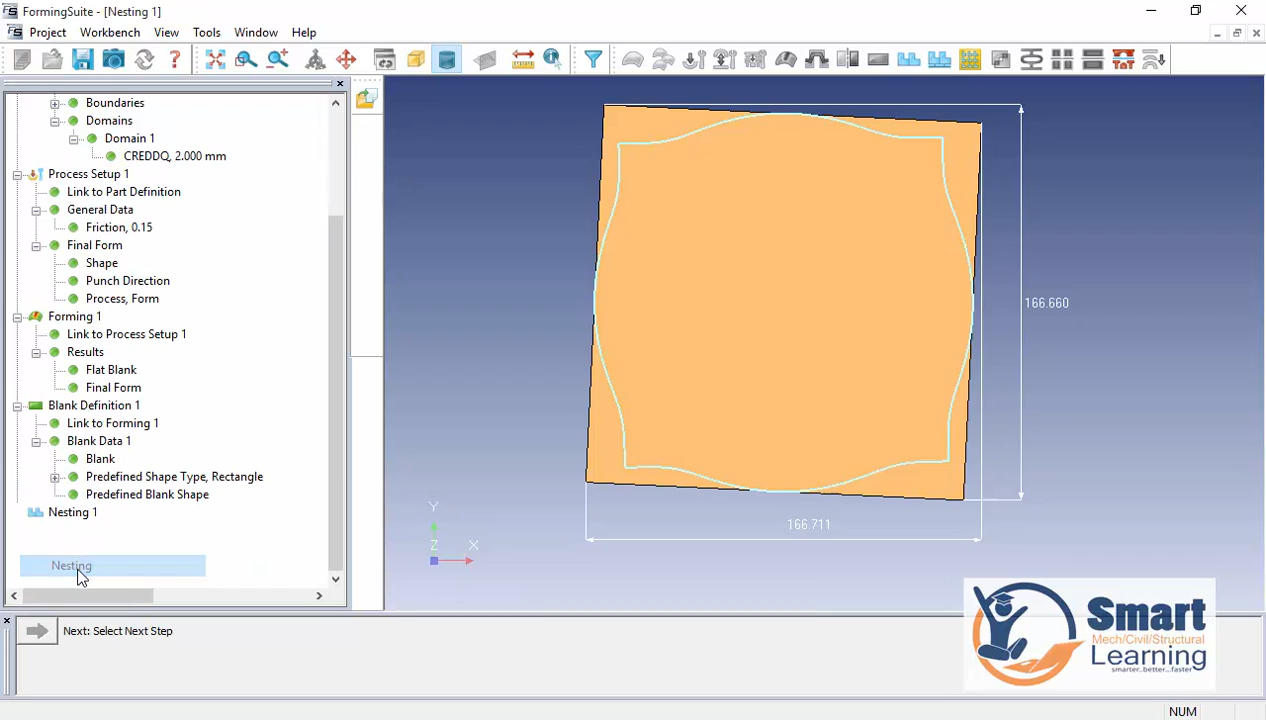 FormingSuite - [Nesting 1]
Project Workbench View Tools Window Help
Boundaries
Domains
Domain 1
CREDDQ, 2.000 mm
Process Setup 1
Link to Part Definition
General Data
Friction, 0.15
Final Form
Shape
Punch Direction
Process, Form
Forming 1
Link to Process Setup 1
Results
Flat Blank
Final Form
Blank Definition 1
Link to Forming 1
Blank Data 1
Blank
Predefined Shape Type, Rectangle
Predefined Blank Shape
Nesting 1
Nesting
166.660
166.711
Y
Z X
Next: Select Next Step
Smart
Mech/Civil/Structural
Learning
smarter...better...faster
NUM